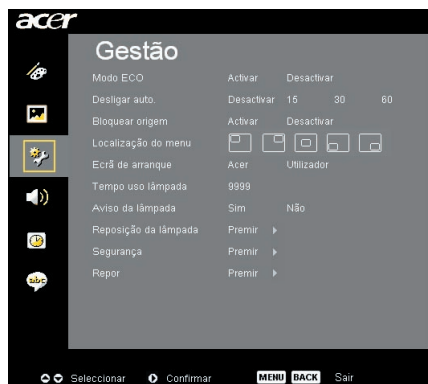 acer
Gestão
Modo ECO Activar Desactivar
Desligar auto. Desactivar 15 30 60
Bloquear origem Activar Desactivar
Localização do menu
Ecrã de arranque Acer Utilizador
Tempo uso lâmpada 9999
Aviso da lâmpada Sim Não
Reposição da lâmpada Premir
Segurança Premir
Repor Premir
abc
Seleccionar Confirmar MENU BACK Sair